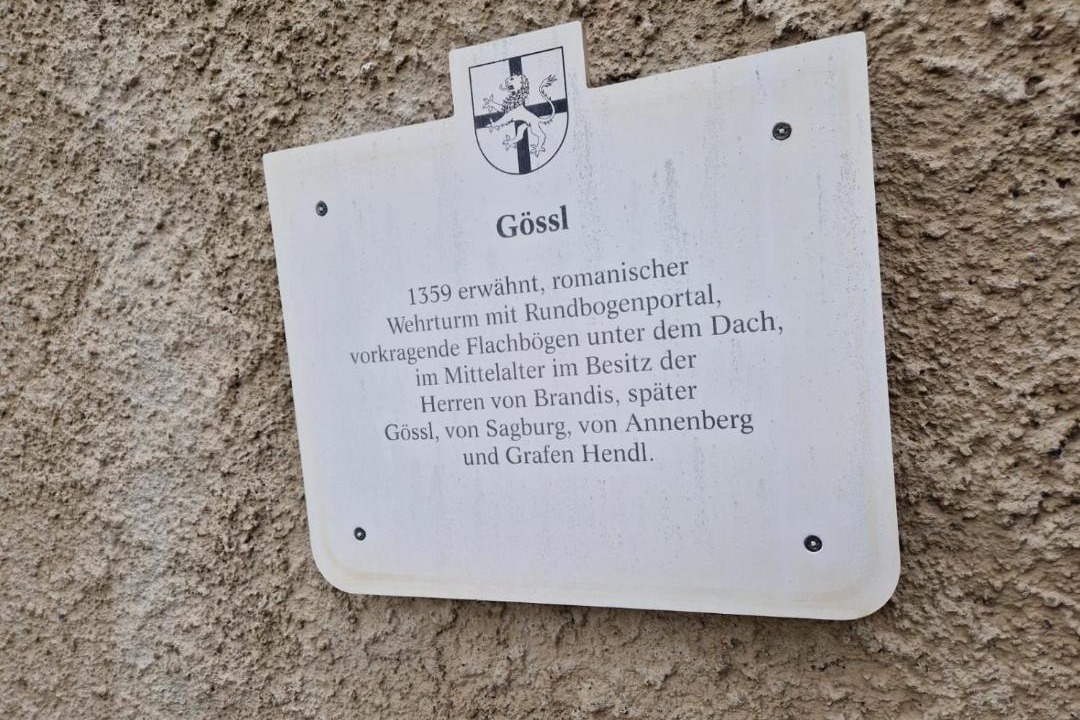 Gössl
1359 erwähnt, romanischer
Wehrturm mit Rundbogenportal,
vorkragende Flachbögen unter dem Dach,
im Mittelalter im Besitz der
Herren von Brandis, später
Gössl, von Sagburg, von Annenberg
und Grafen Hendl.